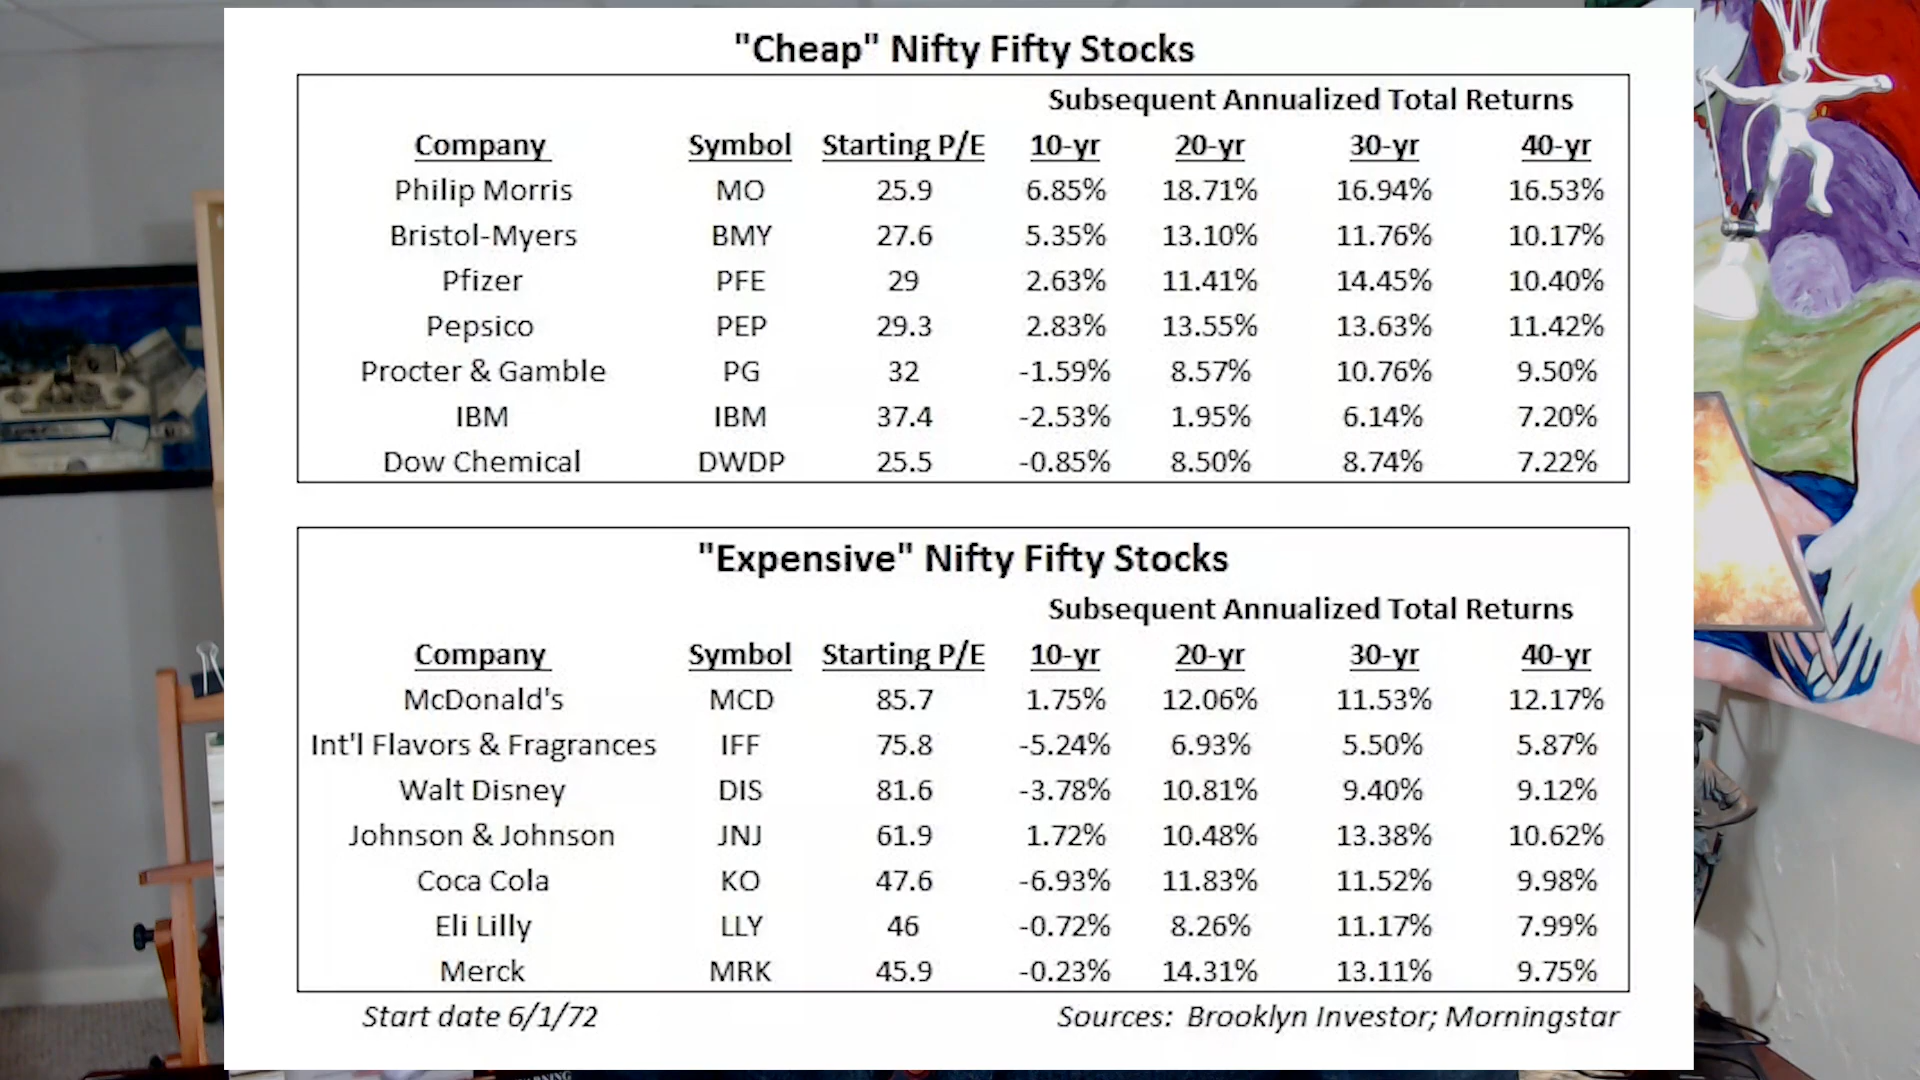 "Cheap" Nifty Fifty Stocks
Subsequent Annualized Total Returns
Company Symbol Starting P/E 10-yr 20-yr 30-yr 40-yr
Philip Morris MO 25.9 6.85% 18.71% 16.94% 16.53%
Bristol-Myers BMY 27.6 5.35% 13.10% 11.76% 10.17%
Pfizer PFE 29 2.63% 11.41% 14.45% 10.40%
Pepsico PEP 29.3 2.83% 13.55% 13.63% 11.42%
Procter & Gamble PG 32 -1.59% 8.57% 10.76% 9.50%
IBM IBM 37.4 -2.53% 1.95% 6.14% 7.20%
Dow Chemical DWDP 25.5 -0.85% 8.50% 8.74% 7.22%
"Expensive" Nifty Fifty Stocks
Subsequent Annualized Total Returns
Company Symbol Starting P/E 10-yr 20-yr 30-yr 40-yr
McDonald's MCD 85.7 1.75% 12.06% 11.53% 12.17%
Int'l Flavors & Fragrances IFF 75.8 -5.24% 6.93% 5.50% 5.87%
Walt Disney DIS 81.6 -3.78% 10.81% 9.40% 9.12%
Johnson & Johnson JNJ 61.9 1.72% 10.48% 13.38% 10.62%
Coca Cola KO 47.6 -6.93% 11.83% 11.52% 9.98%
Eli Lilly LLY 46 -0.72% 8.26% 11.17% 7.99%
Merck MRK 45.9 -0.23% 14.31% 13.11% 9.75%
Start date 6/1/72 Sources: Brooklyn Investor; Morningstar